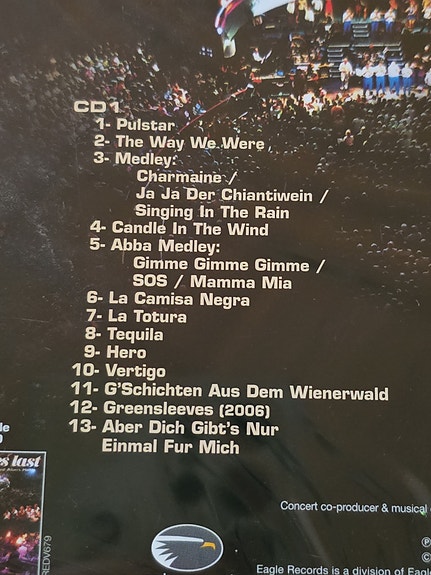 CD1
1- Pulstar
2- The Way We Were
3- Medley:
Charmaine /
Ja Ja Der Chiantiwein /
Singing In The Rain
4- Candle In The Wind
5- Abba Medley:
Gimme Gimme Gimme /
SOS / Mamma Mia
6- La Camisa Negra
7- La Totura
8- Tequila
9- Hero
10- Vertigo
11- G'Schichten Aus Dem Wienerwald
12- Greensleeves (2006)
13- Aber Dich Gibt's Nur
Einmal Fur Mich
last
REDV679
Concert co-producer & musical
Eagle Records is a division of Eagle